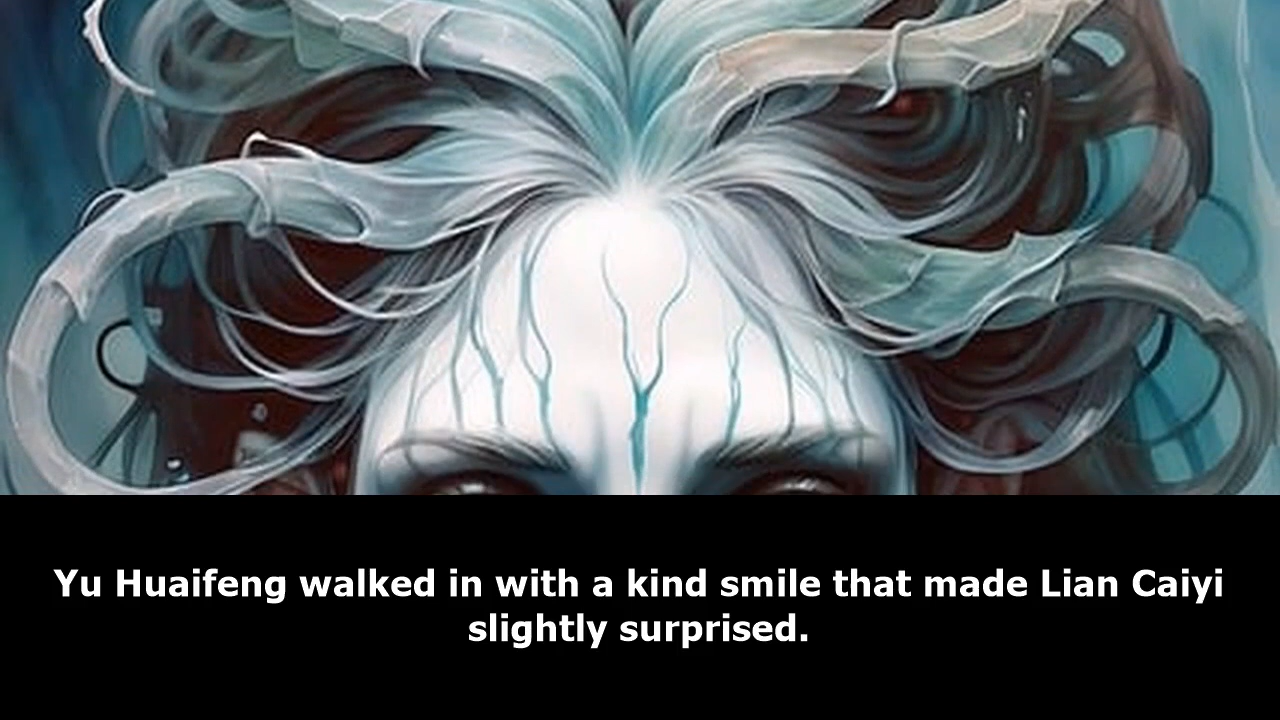 Yu Huaifeng walked in with a kind smile that made Lian Caiyi
slightly surprised.